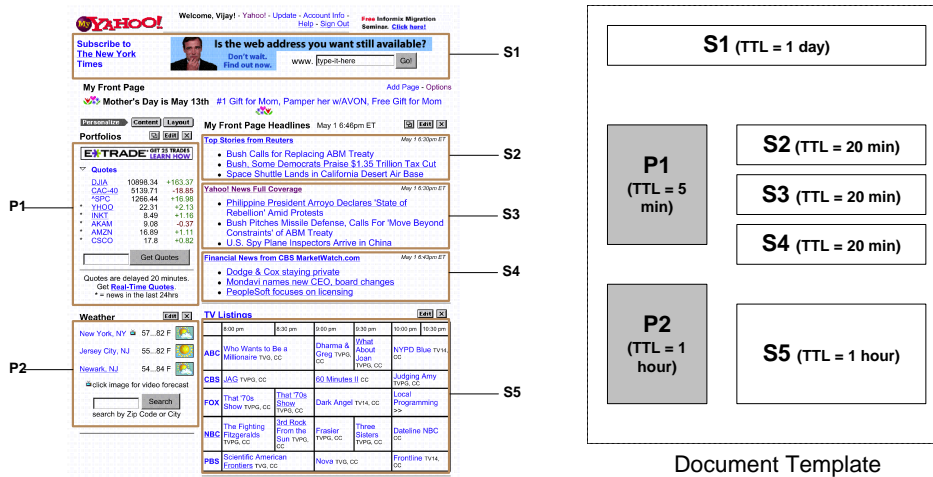 My YAHOO!
Welcome, Vijay! - Yahoo! - Update - Account Info -
Help - Sign Out
Free Informix Migration
Seminar. Click here!
Subscribe to
The New York
Times
Is the web address you want still available?
Don't wait.
Find out now.
www. type-it-here Go!
S1
My Front Page
Add Page - Options
Mother's Day is May 13th #1 Gift for Mom, Pamper her w/AVON, Free Gift for Mom
Personalize Content Layout
Portfolios Edit X
E*TRADE GET 25 TRADES
LEARN HOW
Quotes
DJIA 10898.34 +163.37
CAC-40 5139.71 -18.85
^SPC 1266.44 +16.98
* YHOO 22.31 +2.13
* INKT 8.49 +1.16
* AKAM 9.08 -0.37
* AMZN 16.89 +1.11
* CSCO 17.8 +0.82
Get Quotes
Quotes are delayed 20 minutes.
Get Real-Time Quotes.
* = news in the last 24hrs
P1
My Front Page Headlines May 1 6:46pm ET Edit X
Top Stories from Reuters May 1 6:30pm ET
• Bush Calls for Replacing ABM Treaty
• Bush, Some Democrats Praise $1.35 Trillion Tax Cut
• Space Shuttle Lands in California Desert Air Base
S2
Yahoo! News Full Coverage May 1 6:30pm ET
• Philippine President Arroyo Declares 'State of
Rebellion' Amid Protests
• Bush Pitches Missile Defense, Calls For 'Move Beyond
Constraints' of ABM Treaty
• U.S. Spy Plane Inspectors Arrive in China
S3
Financial News from CBS MarketWatch.com May 1 6:43pm ET
• Dodge & Cox staying private
• Mondavi names new CEO, board changes
• PeopleSoft focuses on licensing
S4
Weather Edit X
New York, NY 57...82 F
Jersey City, NJ 55...82 F
Newark, NJ 54...84 F
click image for video forecast
Search
search by Zip Code or City
P2
TV Listings Edit X
8:00 pm 8:30 pm 9:00 pm 9:30 pm 10:00 pm 10:30 pm
ABC Who Wants to Be a Millionaire TVG, CC Dharma & Greg TVPG, CC What About Joan TVPG, CC NYPD Blue TV14, CC
CBS JAG TVPG, CC 60 Minutes II CC Judging Amy TVPG, CC
FOX That '70s Show TVPG, CC That '70s Show TVPG, CC Dark Angel TV14, CC Local Programming >>
NBC The Fighting Fitzgeralds TVPG, CC 3rd Rock From the Sun TVPG, CC Frasier TVPG, CC Three Sisters TVPG, CC Dateline NBC CC
PBS Scientific American Frontiers TVG, CC Nova TVG, CC Frontline TV14, CC
S5
S1 (TTL = 1 day)
P1
(TTL = 5
min)
S2 (TTL = 20 min)
S3 (TTL = 20 min)
S4 (TTL = 20 min)
P2
(TTL = 1
hour)
S5 (TTL = 1 hour)
Document Template